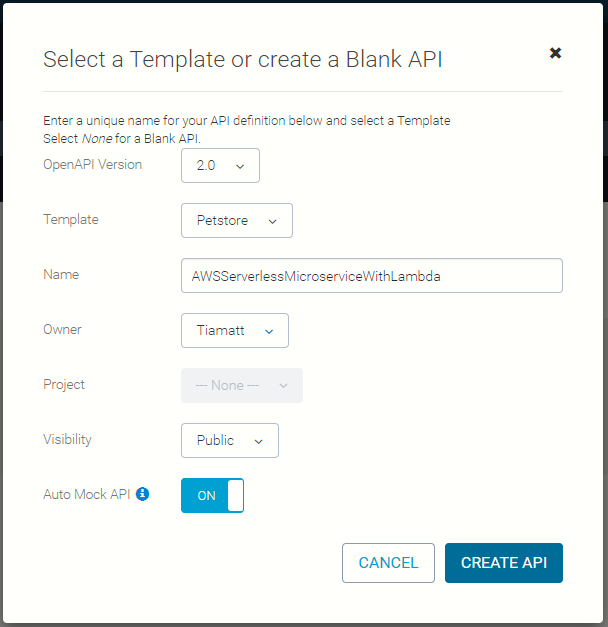 Select a Template or create a Blank API
Enter a unique name for your API definition below and select a Template
Select None for a Blank API.
OpenAPI Version 2.0
Template Petstore
Name AWSServerlessMicroserviceWithLambda
Owner Tiamatt
Project --- None ---
Visibility Public
Auto Mock API ON
CANCEL CREATE API